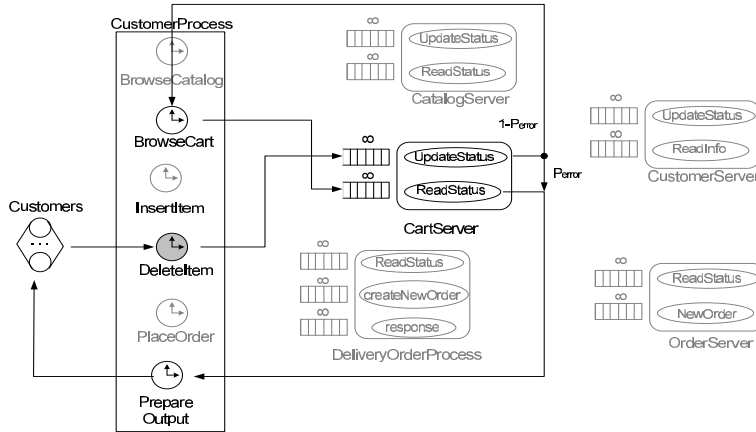 CustomerProcess
BrowseCatalog
BrowseCart
InsertItem
DeleteItem
PlaceOrder
Prepare
Output
Customers
...
∞
UpdateStatus
∞
ReadStatus
CatalogServer
1-Perror
Perror
∞
UpdateStatus
∞
ReadStatus
CartServer
∞
UpdateStatus
∞
ReadInfo
CustomerServer
∞
ReadStatus
∞
createNewOrder
∞
response
DeliveryOrderProcess
∞
ReadStatus
∞
NewOrder
OrderServer